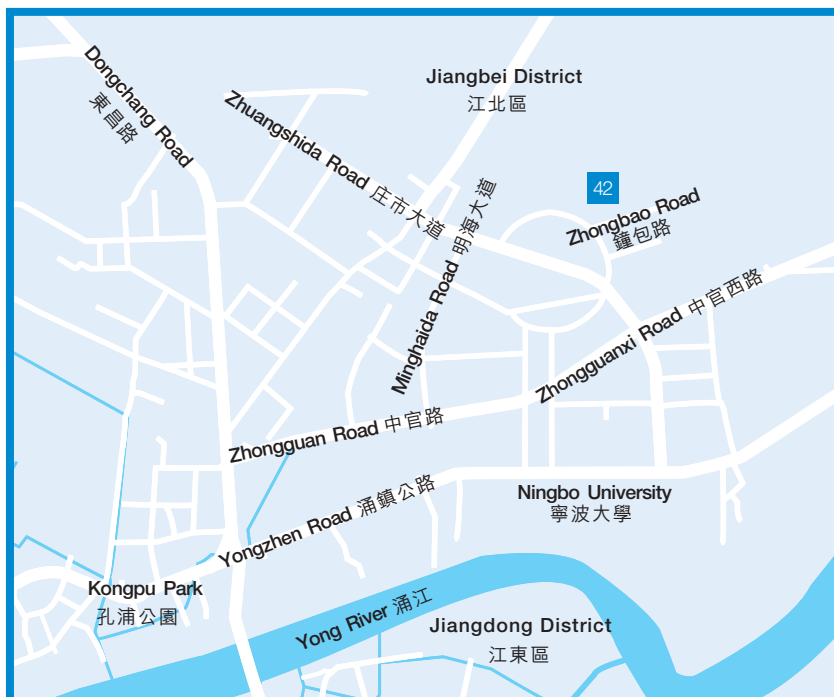 Jiangbei District
江北區
Dongchang Road
東昌路
Zhuangshida Road 庄市大道
42
Zhongbao Road
鐘包路
Minghaida Road 明海大道
Zhongguanxi Road 中官西路
Zhongguan Road 中官路
Ningbo University
寧波大學
Yongzhen Road 涌鎮公路
Kongpu Park
孔浦公園
Yong River 涌江
Jiangdong District
江東區